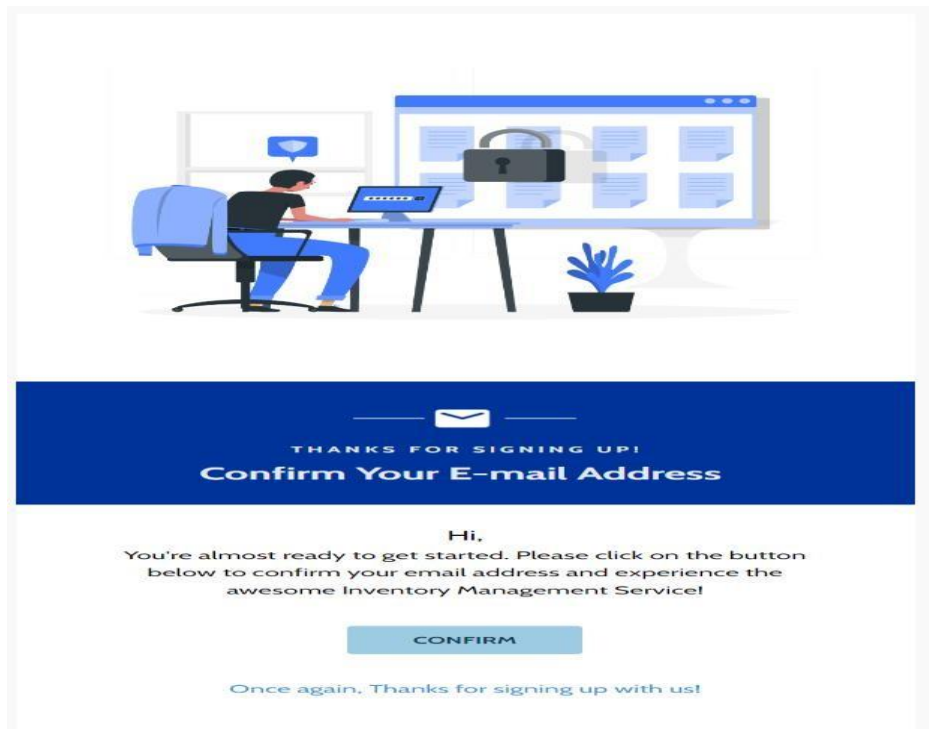 THANKS FOR SIGNING UP!
Confirm Your E-mail Address
Hi,
You're almost ready to get started. Please click on the button
below to confirm your email address and experience the
awesome Inventory Management Service!
CONFIRM
Once again, Thanks for signing up with us!